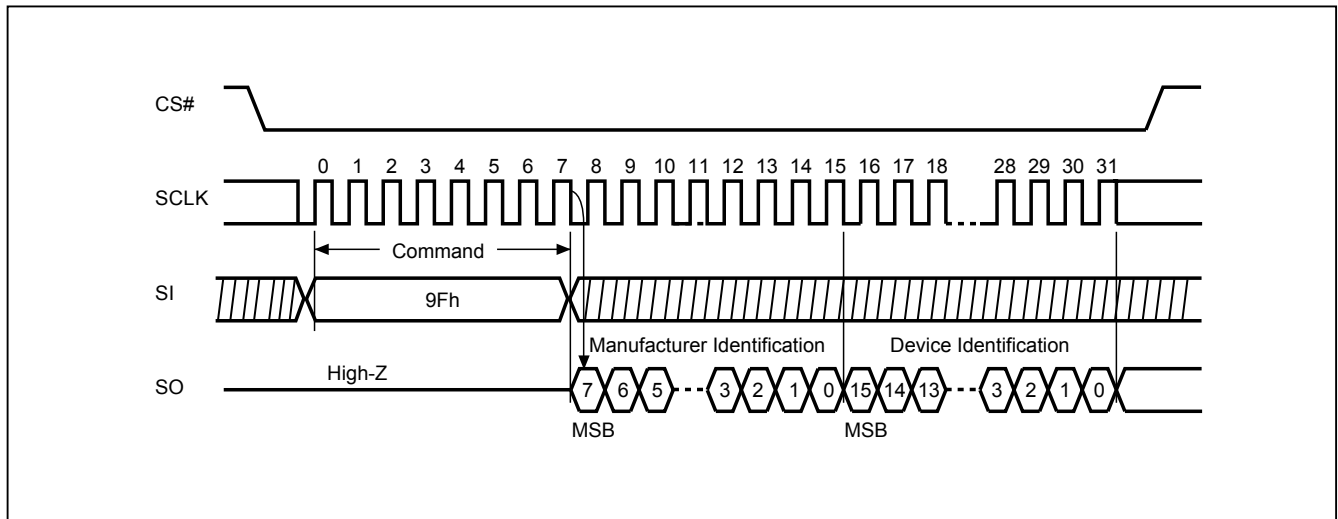 CS#
0 1 2 3 4 5 6 7 8 9 10 11 12 13 14 15 16 17 18 28 29 30 31
SCLK
Command
SI
9Fh
Manufacturer Identification Device Identification
High-Z
SO
7 6 5 3 2 1 0 15 14 13 3 2 1 0
MSB MSB